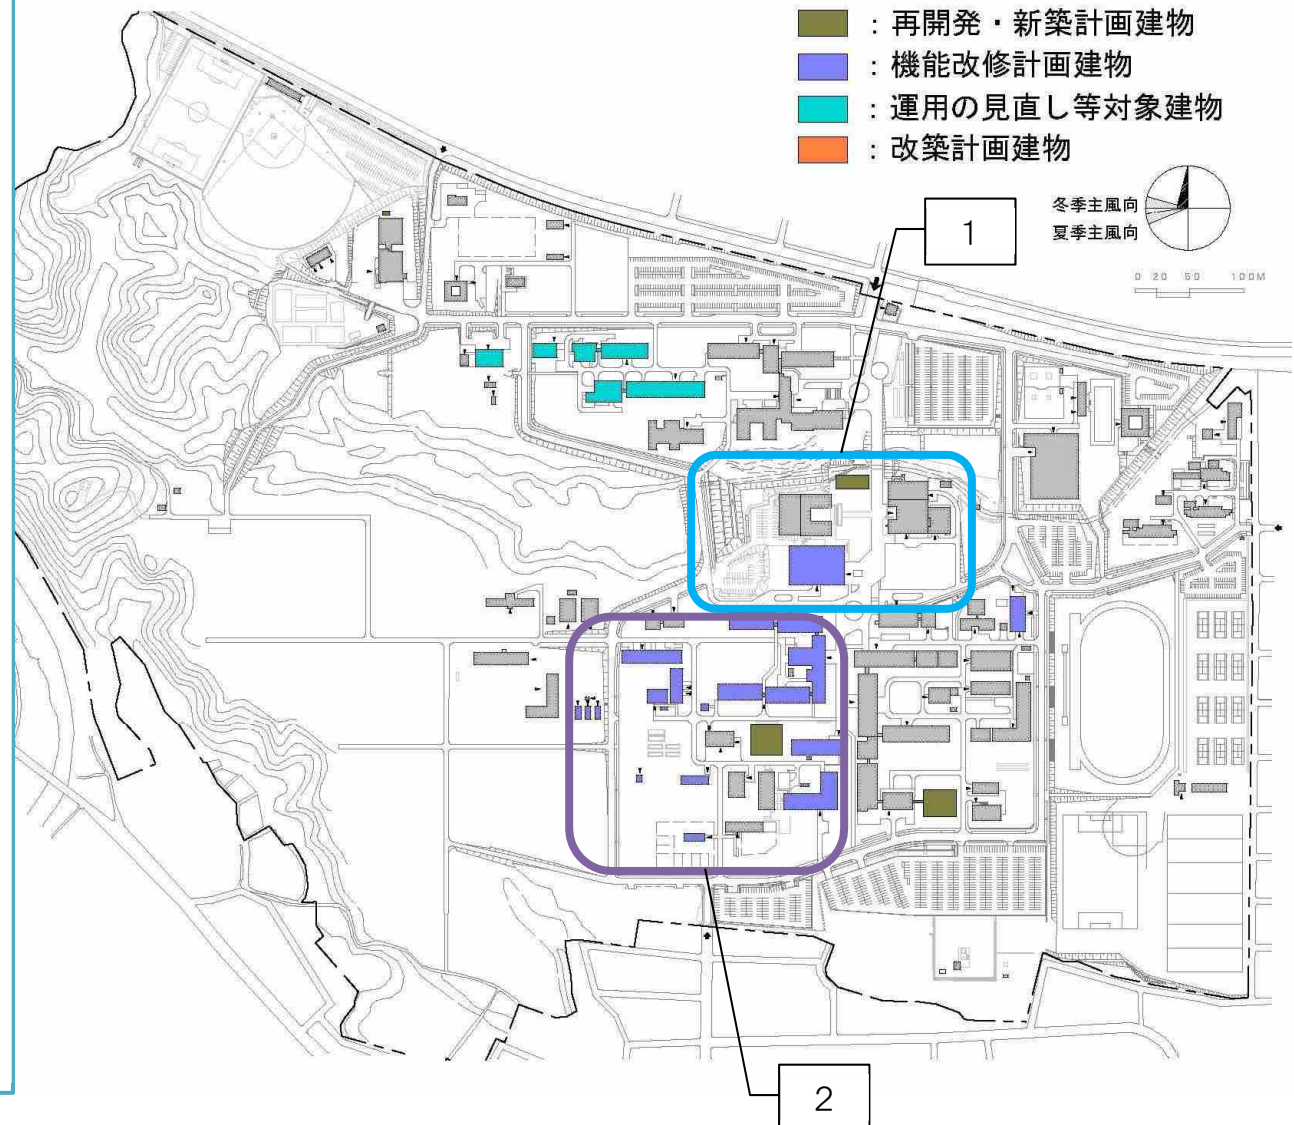 ：再開発・新築計画建物
：機能改修計画建物
：運用の見直し等対象建物
：改築計画建物
冬季主風向
夏季主風向
0 20 50 100M
1
2